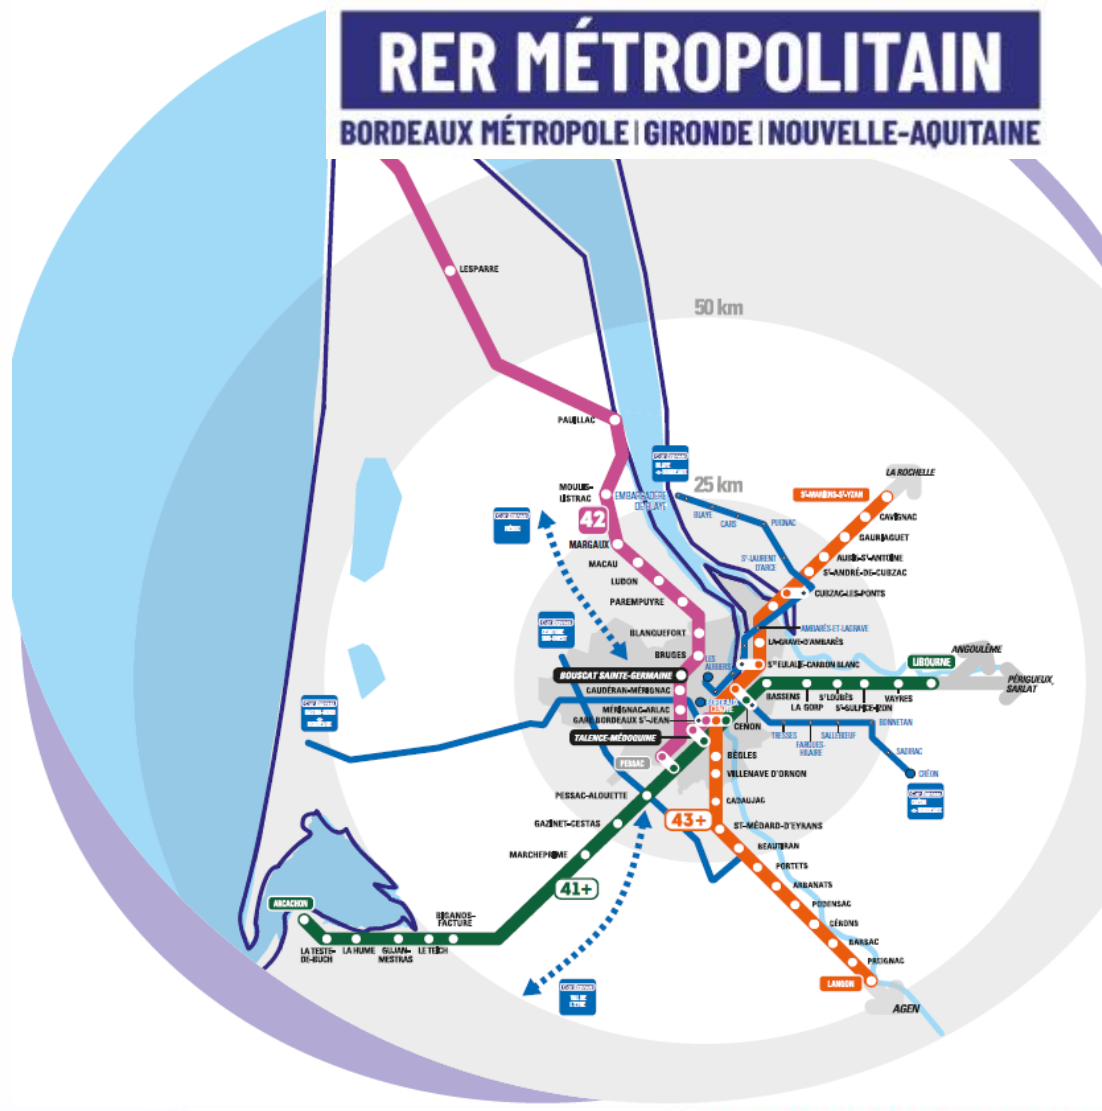 RER MÉTROPOLITAIN
BORDEAUX MÉTROPOLE | GIRONDE | NOUVELLE-AQUITAINE
LESPARRE
50 km
PAUILLAC
25 km
LA ROCHELLE
MOULIS-
LISTRAC
EMBARCADÈRE
DE BLAYE
ST-MARIENS-ST-YZAN
BLAYE
CARS
PUGNAC
CAVIGNAC
42
GAURIAGUET
MARGAUX
AUBIE-ST-ANTOINE
ST-LAURENT
D'ARCE
MACAU
ST-ANDRÉ-DE-CUBZAC
LUDON
CUBZAC-LES-PONTS
PAREMPUYRE
AMBARÈS-ET-LAGRAVE
BLANQUEFORT
LA-GRAVE-D'AMBARÈS
ANGOULÊME
BRUGES
LES
AUBIERS
STE EULALIE-CARBON BLANC
LIBOURNE
BOUSCAT SAINTE-GERMAINE
PÉRIGUEUX,
SARLAT
CAUDÉRAN-MÉRIGNAC
BASSENS
ST LOUBÈS
VAYRES
MÉRIGNAC-ARLAC
LA GORP
ST-SULPICE-IZON
GARE BORDEAUX ST-JEAN
CENON
BONNETAN
TALENCE-MÉDOQUINE
TRESSES
SALLEBŒUF
FARGUES-
HILAIRE
SADIRAC
BÈGLES
PESSAC
VILLENAVE D'ORNON
CRÉON
PESSAC-ALOUETTE
CADAUJAC
GAZINET-CESTAS
43+
ST-MÉDARD-D'EYRANS
BEAUTIRAN
MARCHEPRIME
PORTETS
41+
ARBANATS
ARCACHON
PODENSAC
BIGANOS-
FACTURE
CÉRONS
LA TESTE-
DE-BUCH
LA HUME
GUJAN-
MESTRAS
LE TEICH
BARSAC
PREIGNAC
LANGON
AGEN